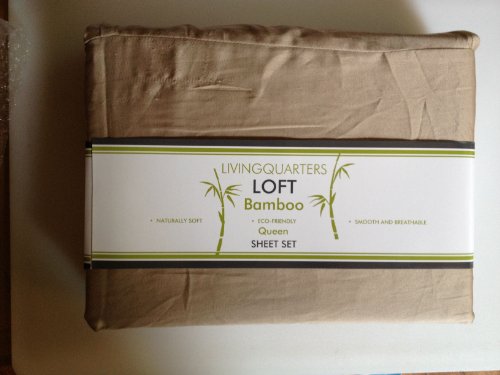 LIVINGQUARTERS
LOFT
Bamboo
• NATURALLY SOFT • ECO-FRIENDLY • SMOOTH AND BREATHABLE
Queen
SHEET SET